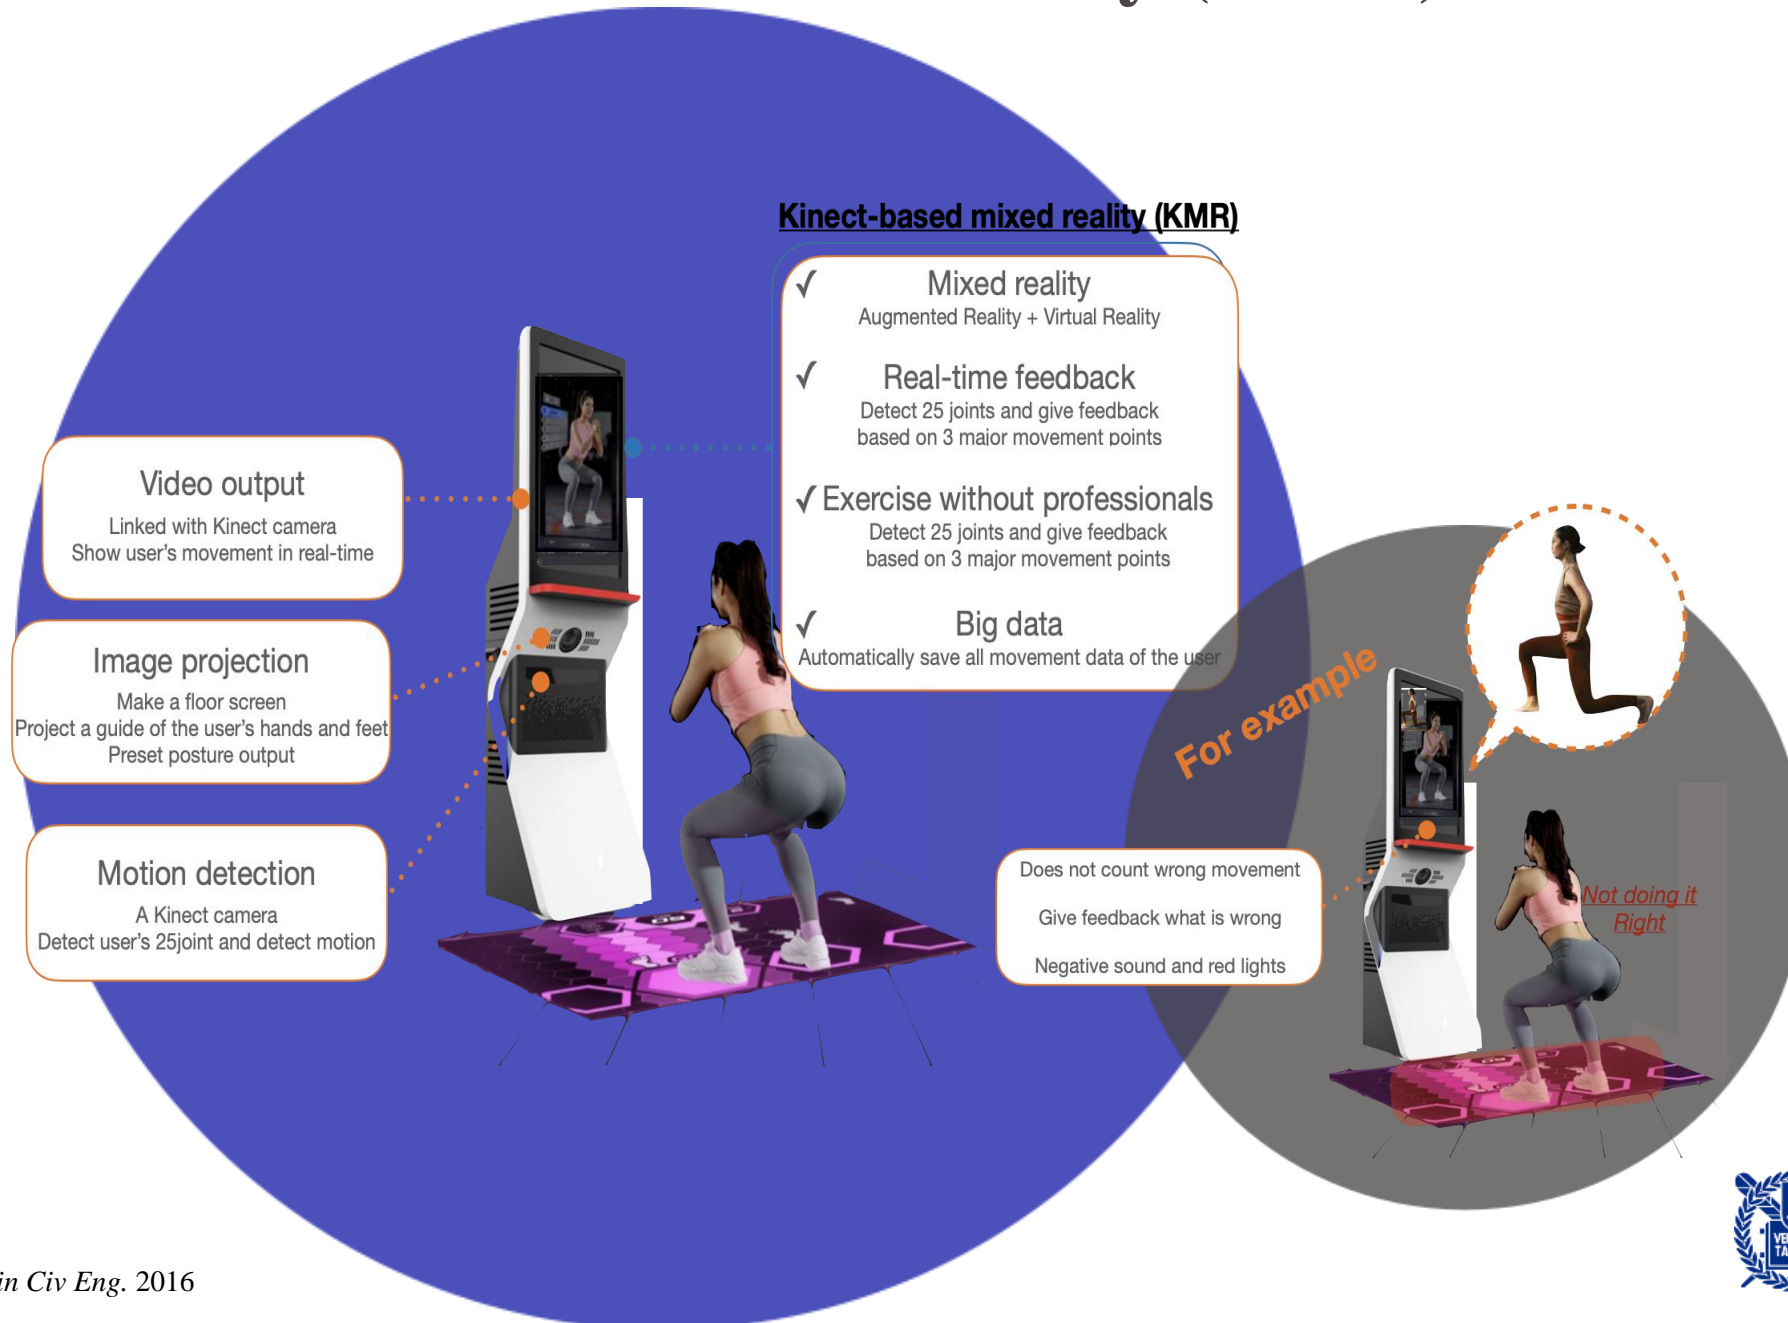 Kinect-based mixed reality (KMR)
✓ Mixed reality
Augmented Reality + Virtual Reality
✓ Real-time feedback
Detect 25 joints and give feedback
based on 3 major movement points
✓ Exercise without professionals
Detect 25 joints and give feedback
based on 3 major movement points
✓ Big data
Automatically save all movement data of the user
Video output
Linked with Kinect camera
Show user's movement in real-time
Image projection
Make a floor screen
Project a guide of the user's hands and feet
Preset posture output
Motion detection
A Kinect camera
Detect user's 25joint and detect motion
For example
Does not count wrong movement
Give feedback what is wrong
Negative sound and red lights
Not doing it
Right
in Civ Eng. 2016